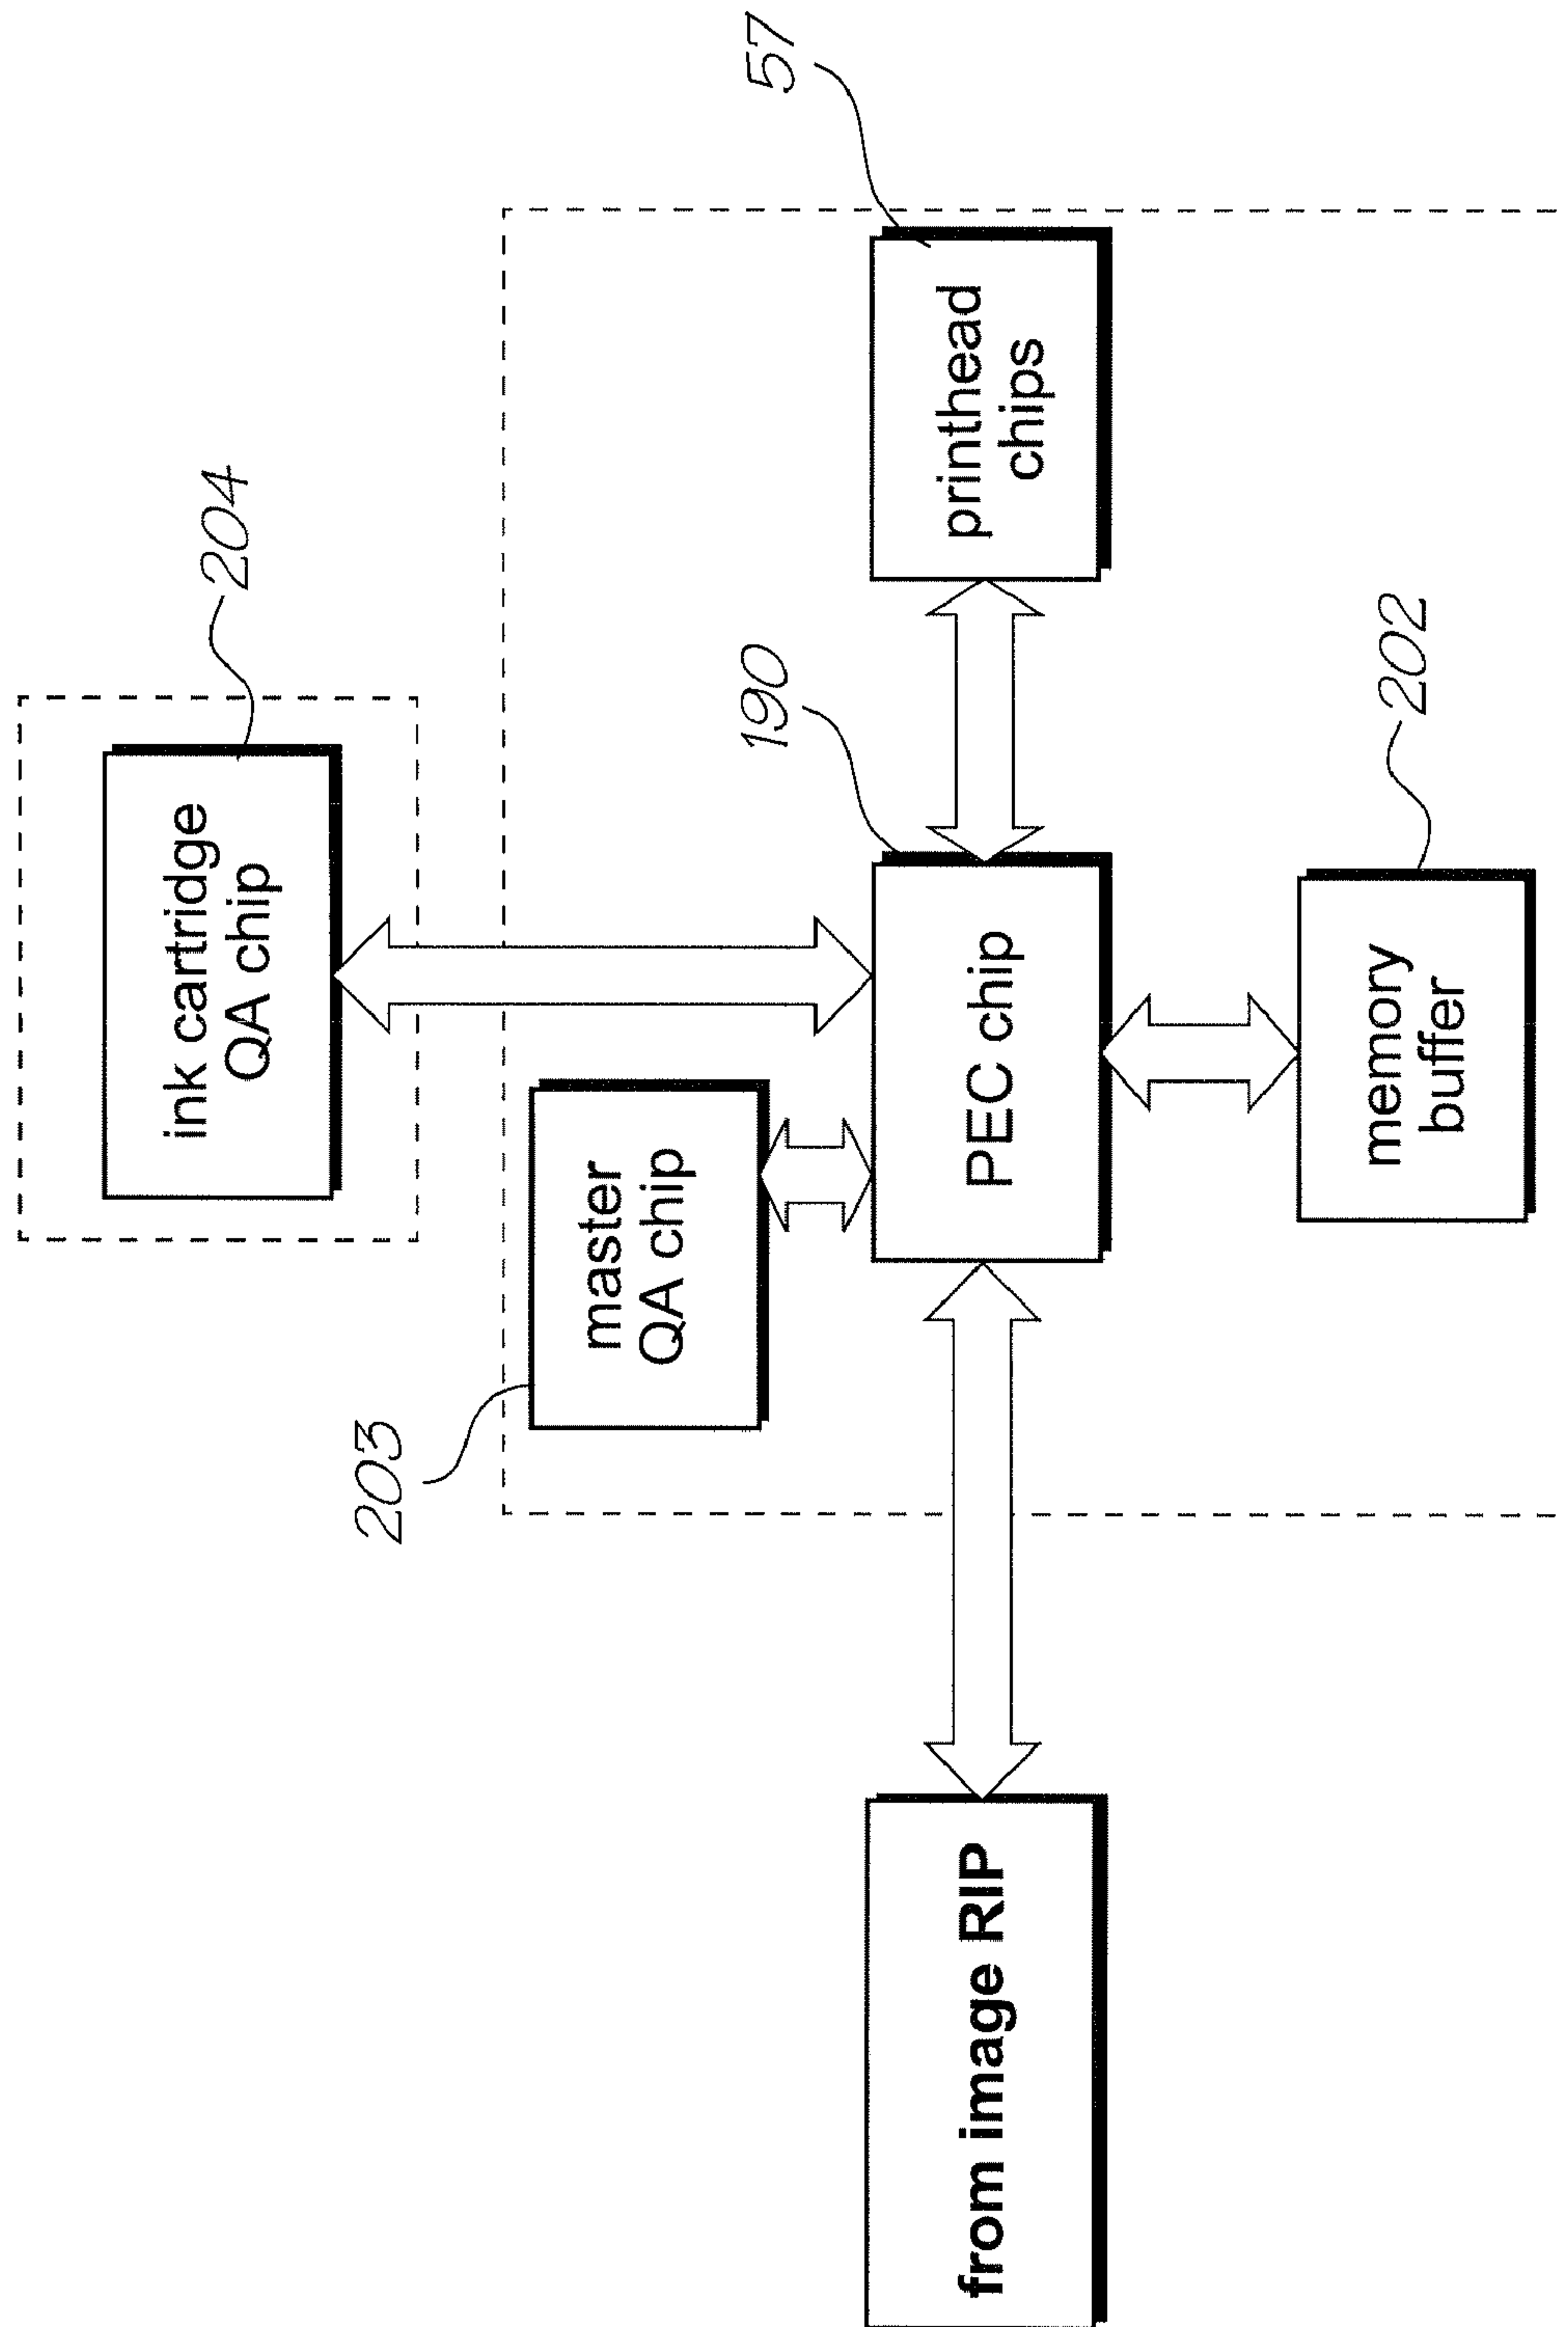 204
ink cartridge
QA chip
203
master
QA chip
190
57
from image RIP
PEC chip
printhead
chips
memory
buffer
202